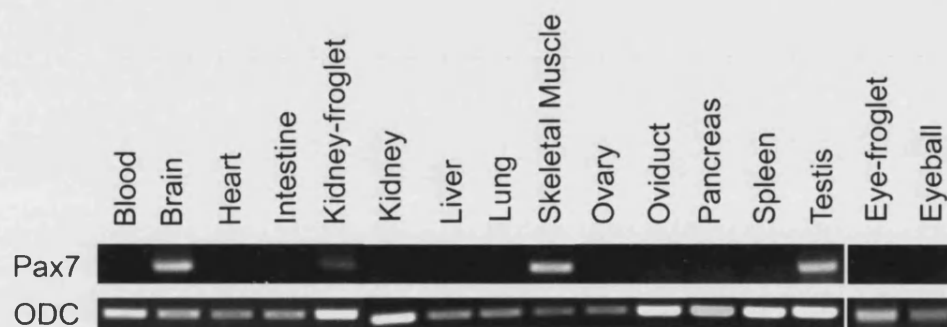 Blood
Brain
Heart
Intestine
Kidney-froglet
Kidney
Liver
Lung
Skeletal Muscle
Ovary
Oviduct
Pancreas
Spleen
Testis
Eye-froglet
Eyeball
Pax7
ODC